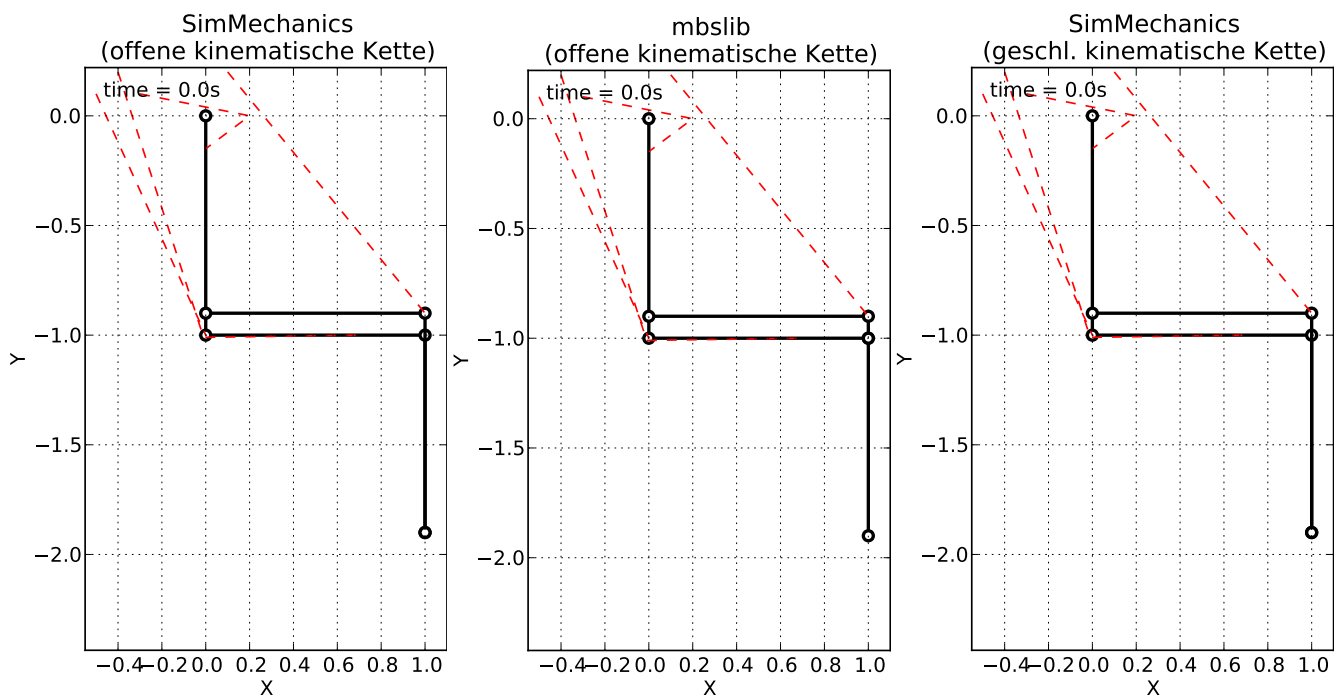 SimMechanics
(offene kinematische Kette)
time = 0.0s
0.0
−0.5
−1.0
−1.5
−2.0
Y
−0.4 −0.2 0.0 0.2 0.4 0.6 0.8 1.0
X
mbslib
(offene kinematische Kette)
time = 0.0s
0.0
−0.5
−1.0
−1.5
−2.0
Y
−0.4 −0.2 0.0 0.2 0.4 0.6 0.8 1.0
X
SimMechanics
(geschl. kinematische Kette)
time = 0.0s
0.0
−0.5
−1.0
−1.5
−2.0
Y
−0.4 −0.2 0.0 0.2 0.4 0.6 0.8 1.0
X